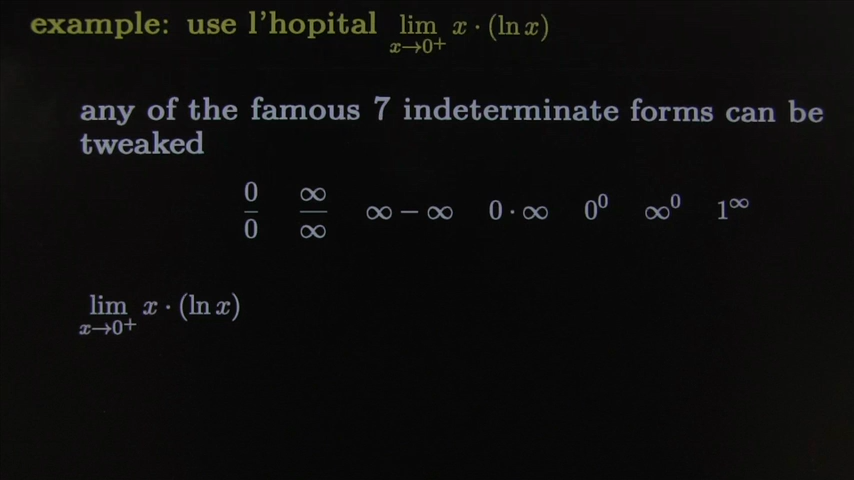 example: use l'hopital lim x→0⁺ x · (ln x)
any of the famous 7 indeterminate forms can be
tweaked
0/0 ∞/∞ ∞ − ∞ 0 · ∞ 0⁰ ∞⁰ 1^∞
lim x→0⁺ x · (ln x)